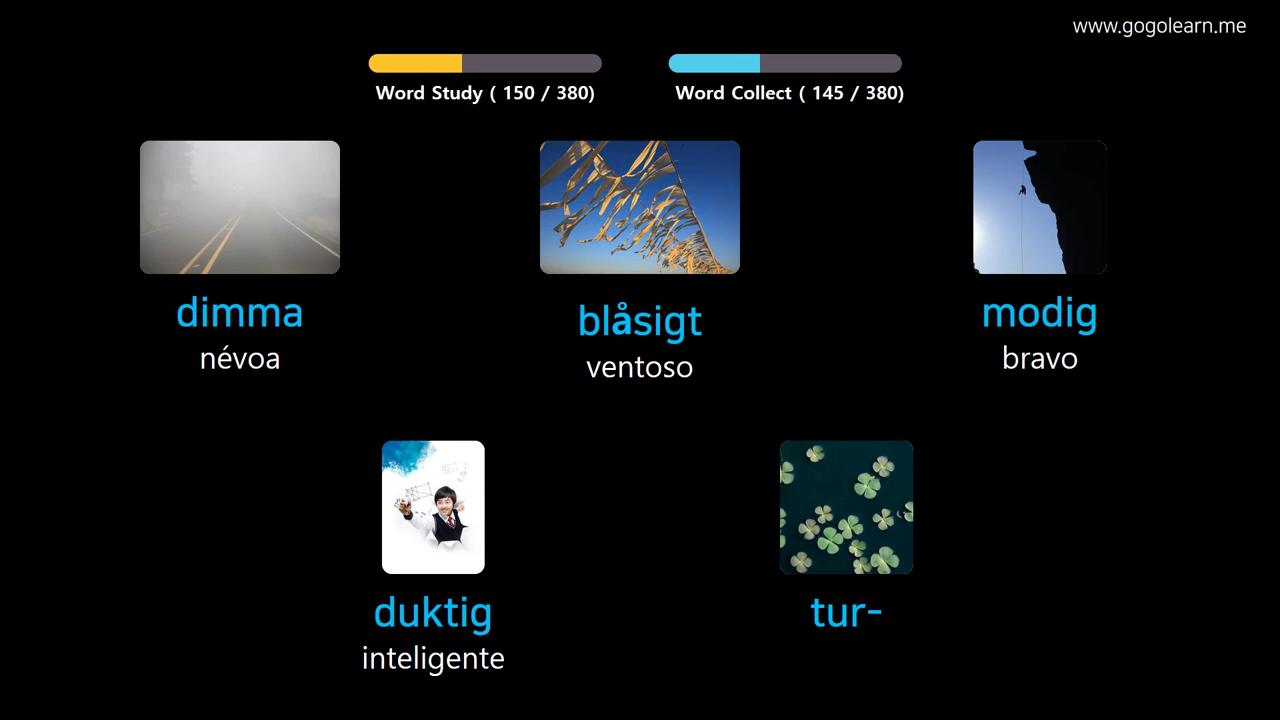 www.gogolearn.me
Word Study ( 150 / 380)
Word Collect ( 145 / 380)
dimma
névoa
blåsigt
ventoso
modig
bravo
duktig
inteligente
tur-